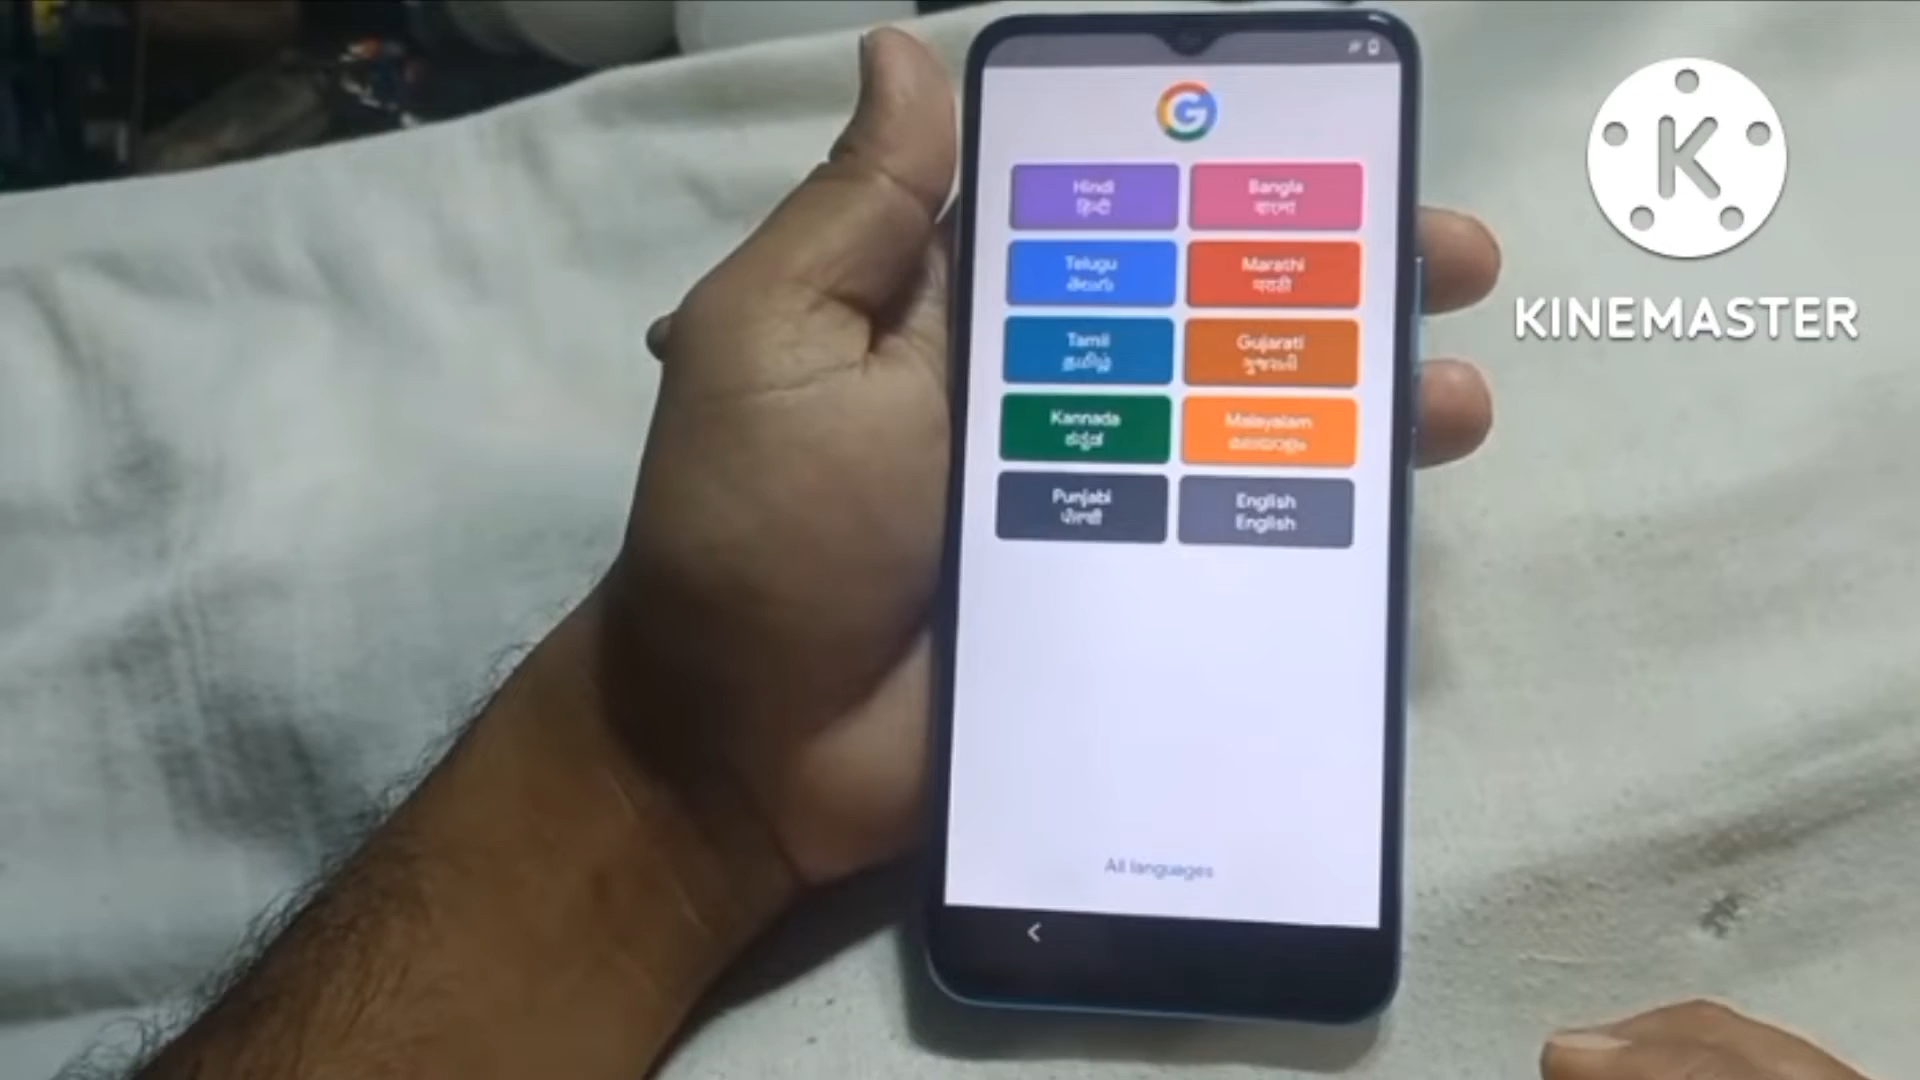 G
Hindi
हिन्दी
Bangla
বাংলা
Telugu
తెలుగు
Marathi
मराठी
Tamil
தமிழ்
Gujarati
ગુજરાતી
Kannada
ಕನ್ನಡ
Malayalam
മലയാളം
Punjabi
ਪੰਜਾਬੀ
English
English
All languages
K
KINEMASTER